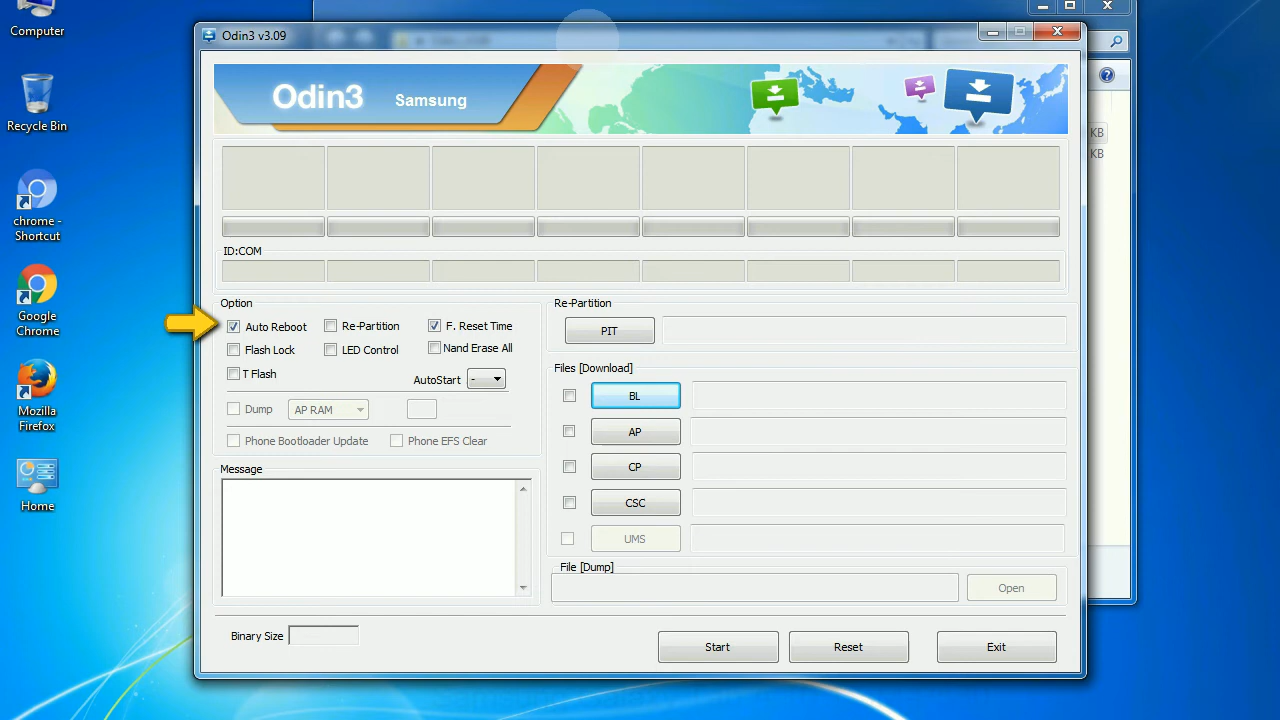 Computer
Recycle Bin
chrome - Shortcut
Google Chrome
Mozilla Firefox
Home
Odin3 v3.09
Odin3 Samsung
ID:COM
Option
Auto Reboot Re-Partition F. Reset Time
Flash Lock LED Control Nand Erase All
T Flash AutoStart -
Dump AP RAM
Phone Bootloader Update Phone EFS Clear
Message
Binary Size
Re-Partition
PIT
Files [Download]
BL
AP
CP
CSC
UMS
File [Dump]
Open
Start Reset Exit
KB
KB